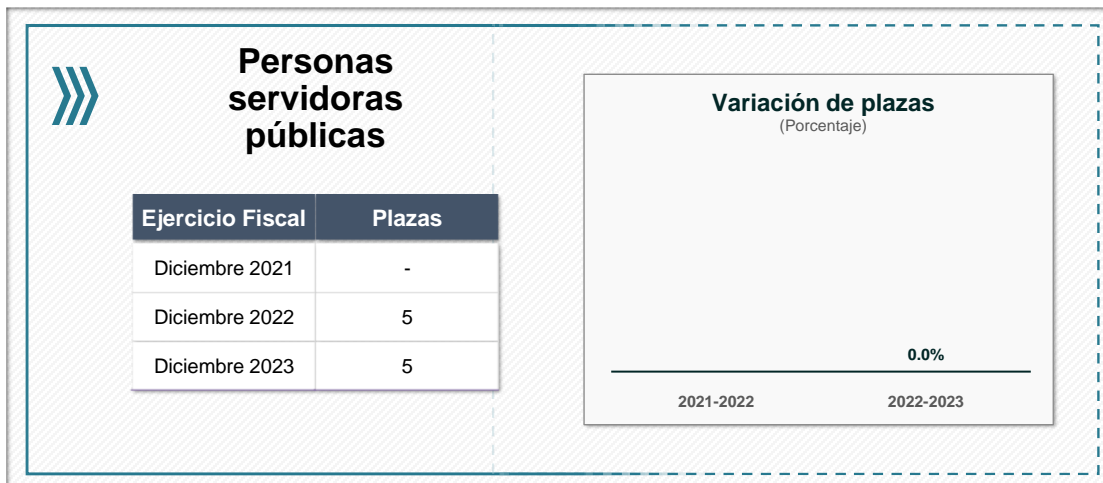 Personas
servidoras
públicas
Ejercicio Fiscal Plazas
Diciembre 2021 -
Diciembre 2022 5
Diciembre 2023 5
Variación de plazas
(Porcentaje)
0.0%
2021-2022 2022-2023